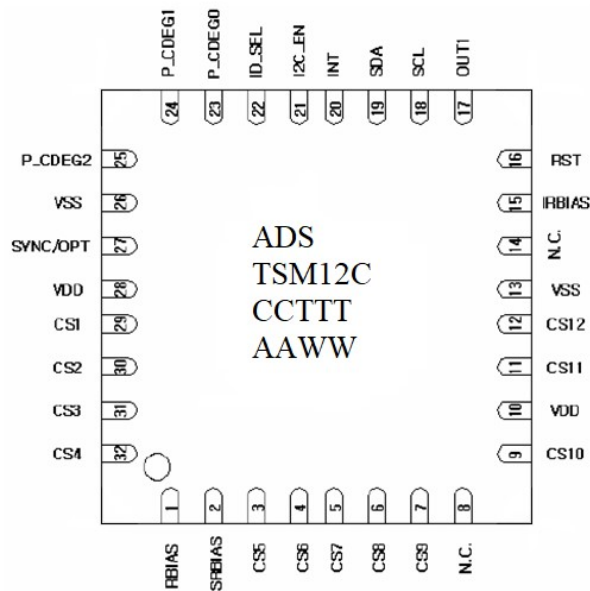 P_CDEG1 P_CDEG0 ID_SEL I2C_EN INT SDA SCL OUT1
24 23 22 21 20 19 18 17
P_CDEG2 25 16 RST
VSS 26 15 IRBIAS
SYNC/OPT 27 14 N.C.
VDD 28 13 VSS
CS1 29 12 CS12
CS2 30 11 CS11
CS3 31 10 VDD
CS4 32 9 CS10
ADS
TSM12C
CCTTT
AAWW
1 2 3 4 5 6 7 8
RBIAS SRBIAS CS5 CS6 CS7 CS8 CS9 N.C.